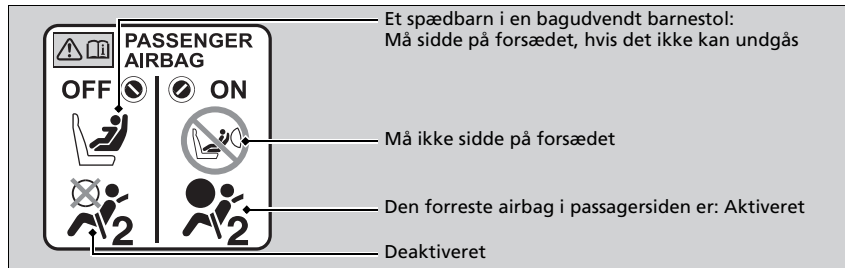 PASSENGER
AIRBAG
OFF ON
2 2
Et spædbarn i en bagudvendt barnestol:
Må sidde på forsædet, hvis det ikke kan undgås
Må ikke sidde på forsædet
Den forreste airbag i passagersiden er: Aktiveret
Deaktiveret